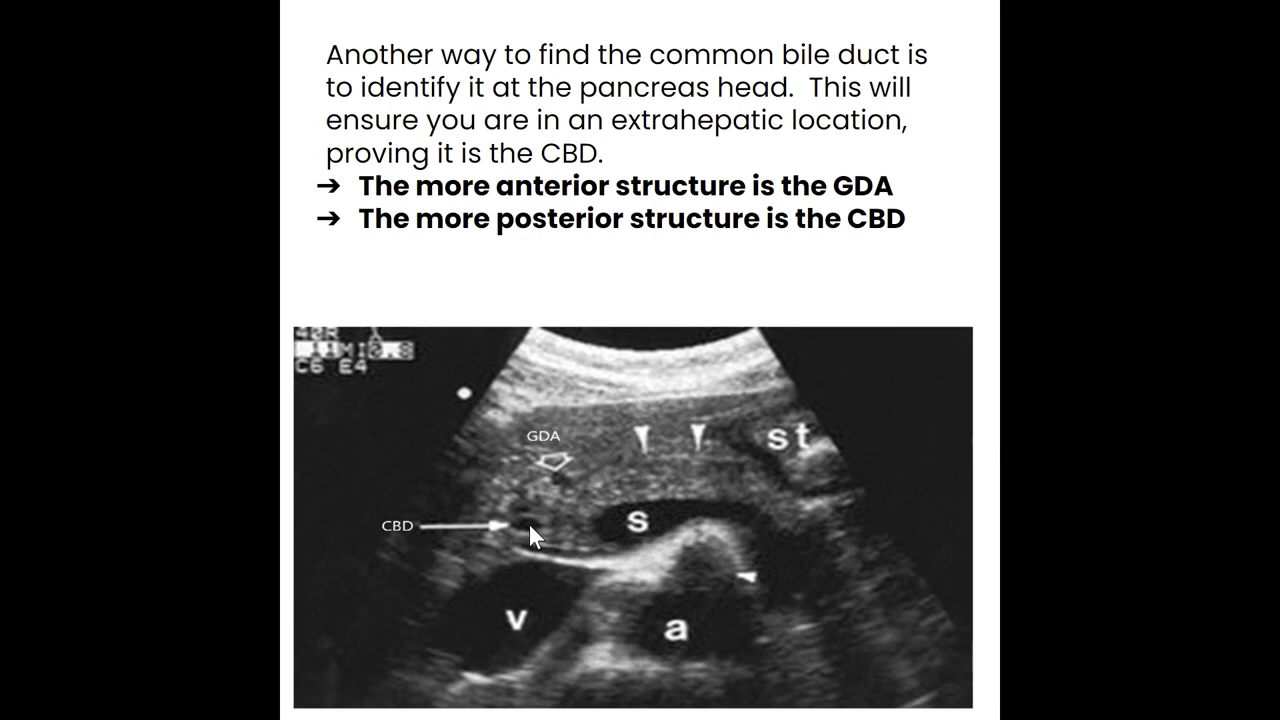 Another way to find the common bile duct is
to identify it at the pancreas head. This will
ensure you are in an extrahepatic location,
proving it is the CBD.
➔ The more anterior structure is the GDA
➔ The more posterior structure is the CBD
C6 E4
GDA
st
s
CBD
v
a